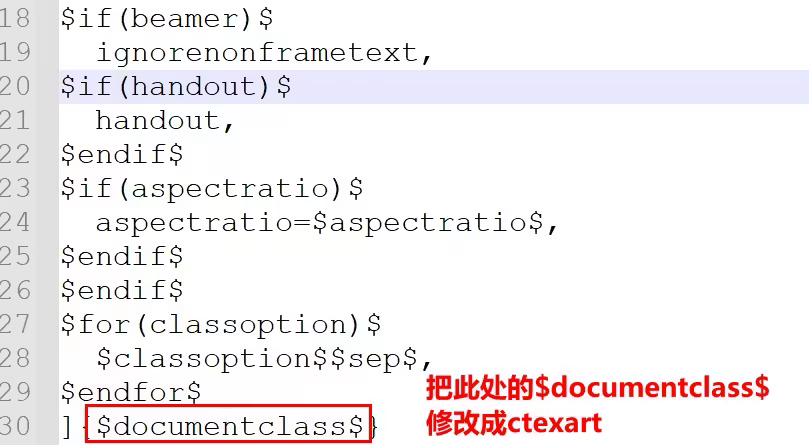 18 $if(beamer)$
19   ignorenonframetext,
20 $if(handout)$
21   handout,
22 $endif$
23 $if(aspectratio)$
24   aspectratio=$aspectratio$,
25 $endif$
26 $endif$
27 $for(classoption)$
28   $classoption$$sep$,
29 $endfor$
30 ]{$documentclass$}
把此处的$documentclass$
修改成ctexart